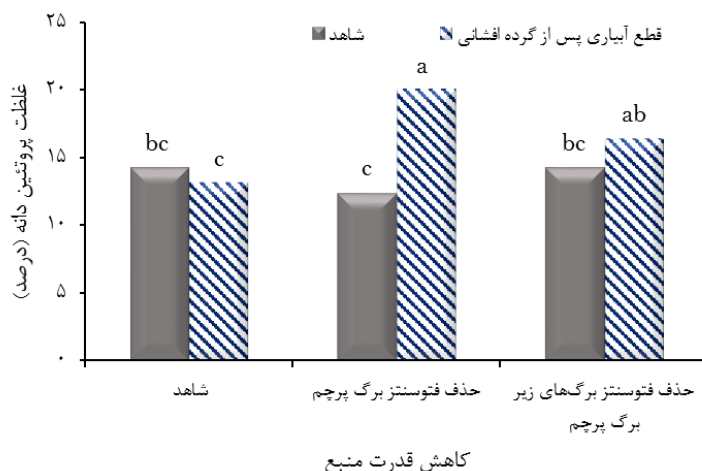 شاهد
قطع آبیاری پس از گرده افشانی
غلظت پروتئین دانه (درصد)
۲۵
۲۰
۱۵
۱۰
۵
۰
bc
c
c
a
bc
ab
شاهد
حذف فتوسنتز برگ پرچم
حذف فتوسنتز برگ‌های زیر
برگ پرچم
کاهش قدرت منبع